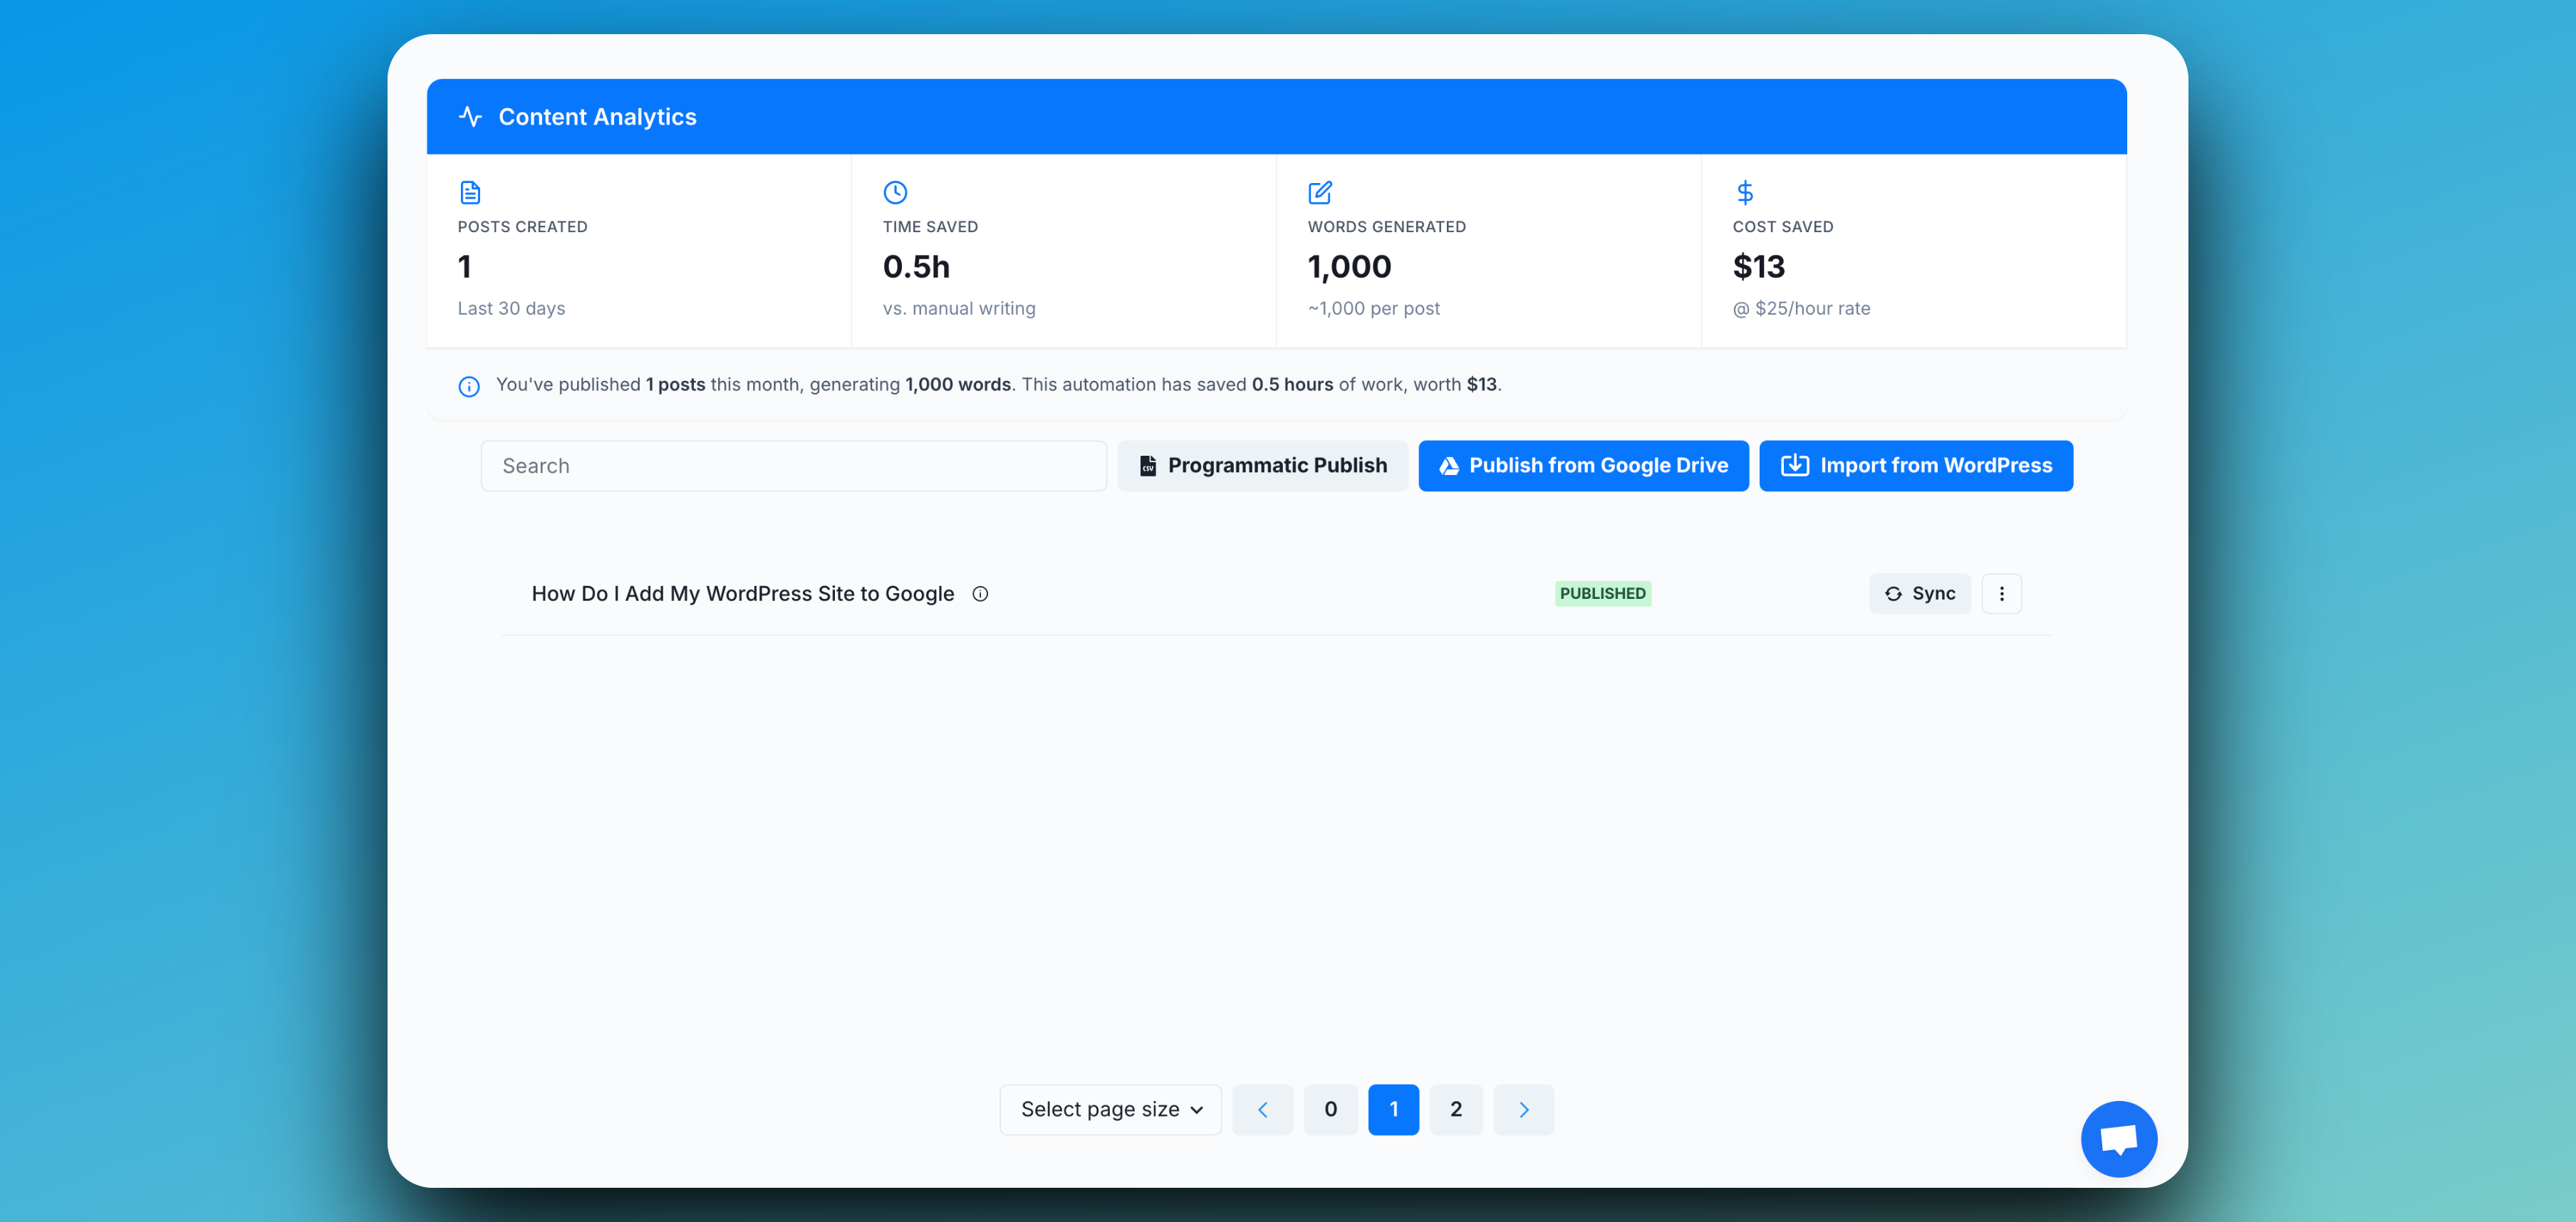 Content Analytics
POSTS CREATED
1
Last 30 days
TIME SAVED
0.5h
vs. manual writing
WORDS GENERATED
1,000
~1,000 per post
COST SAVED
$13
@ $25/hour rate
You've published 1 posts this month, generating 1,000 words. This automation has saved 0.5 hours of work, worth $13.
Search
CSV
Programmatic Publish
Publish from Google Drive
Import from WordPress
How Do I Add My WordPress Site to Google
PUBLISHED
Sync
Select page size
0
1
2